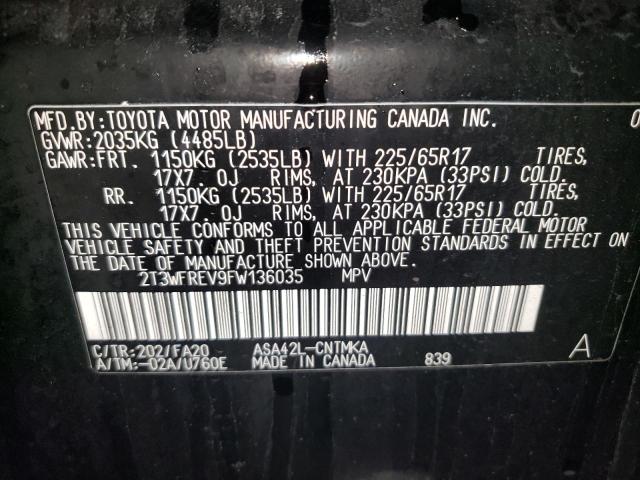 MFD.BY:TOYOTA MOTOR MANUFACTURING CANADA INC. 0
GVWR:2035KG (4485LB)
GAWR:FRT. 1150KG (2535LB) WITH 225/65R17 TIRES,
17X7.0J RIMS, AT 230KPA (33PSI) COLD.
RR. 1150KG (2535LB) WITH 225/65R17 TIRES,
17X7.0J RIMS, AT 230KPA (33PSI) COLD.
THIS VEHICLE CONFORMS TO ALL APPLICABLE FEDERAL MOTOR
VEHICLE SAFETY AND THEFT PREVENTION STANDARDS IN EFFECT ON
THE DATE OF MANUFACTURE SHOWN ABOVE.
2T3WFREV9FW136035 MPV
C/TR:202/FA20 ASA42L-CNTMKA A
A/TM:-02A/U760E MADE IN CANADA 839